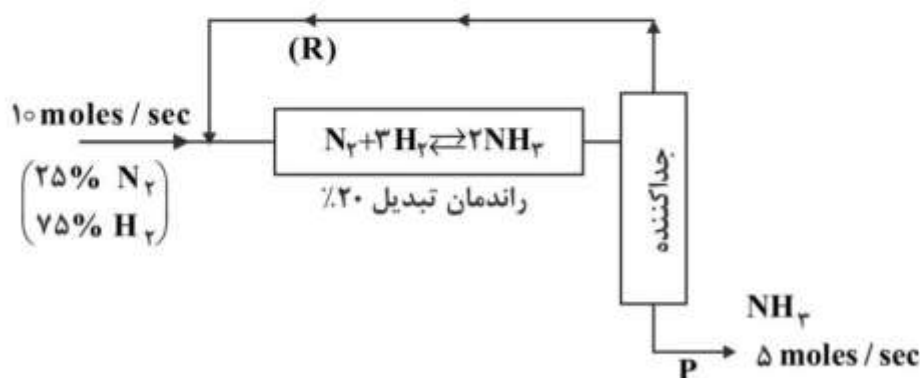 (R)
۱۰ moles / sec
(۲۵% N۲
۷۵% H۲)
N۲+۳H۲⇄۲NH۳
راندمان تبدیل ۲۰٪
جداکننده
NH۳
۵ moles / sec
P